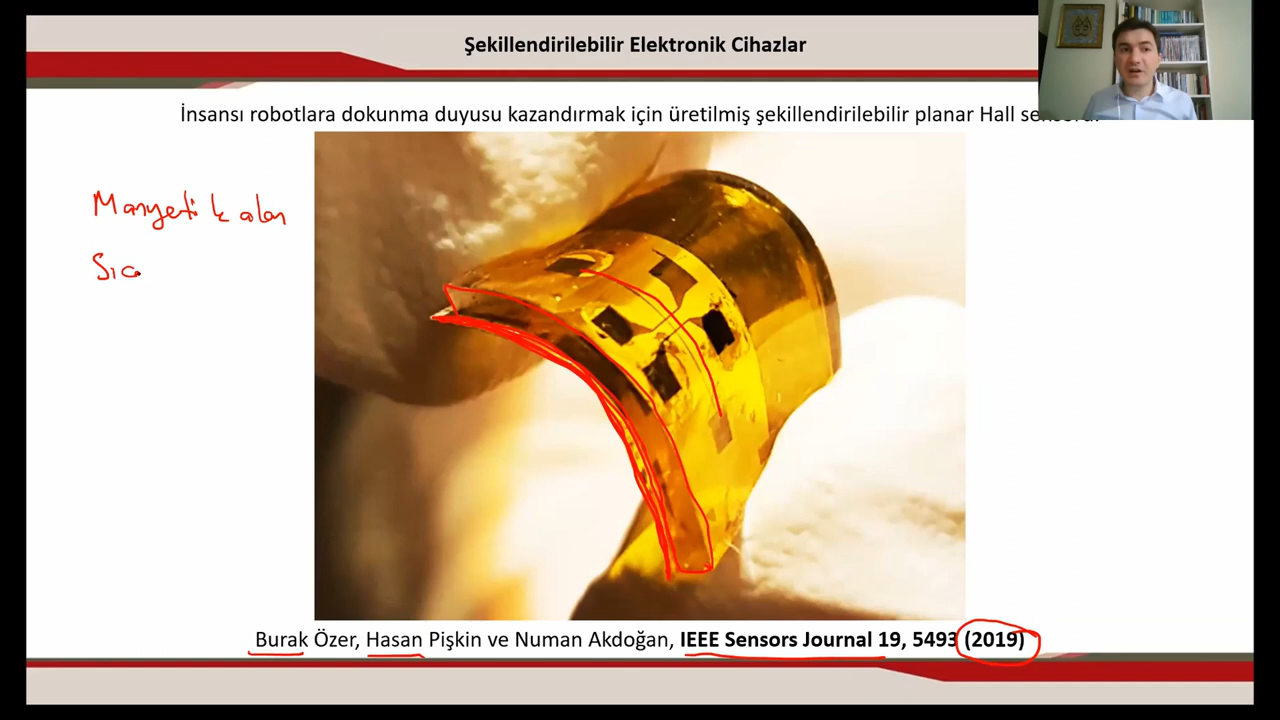 Şekillendirilebilir Elektronik Cihazlar
İnsansı robotlara dokunma duyusu kazandırmak için üretilmiş şekillendirilebilir planar Hall
Manyetik alan
Sıc
Burak Özer, Hasan Pişkin ve Numan Akdoğan, IEEE Sensors Journal 19, 5493 (2019)